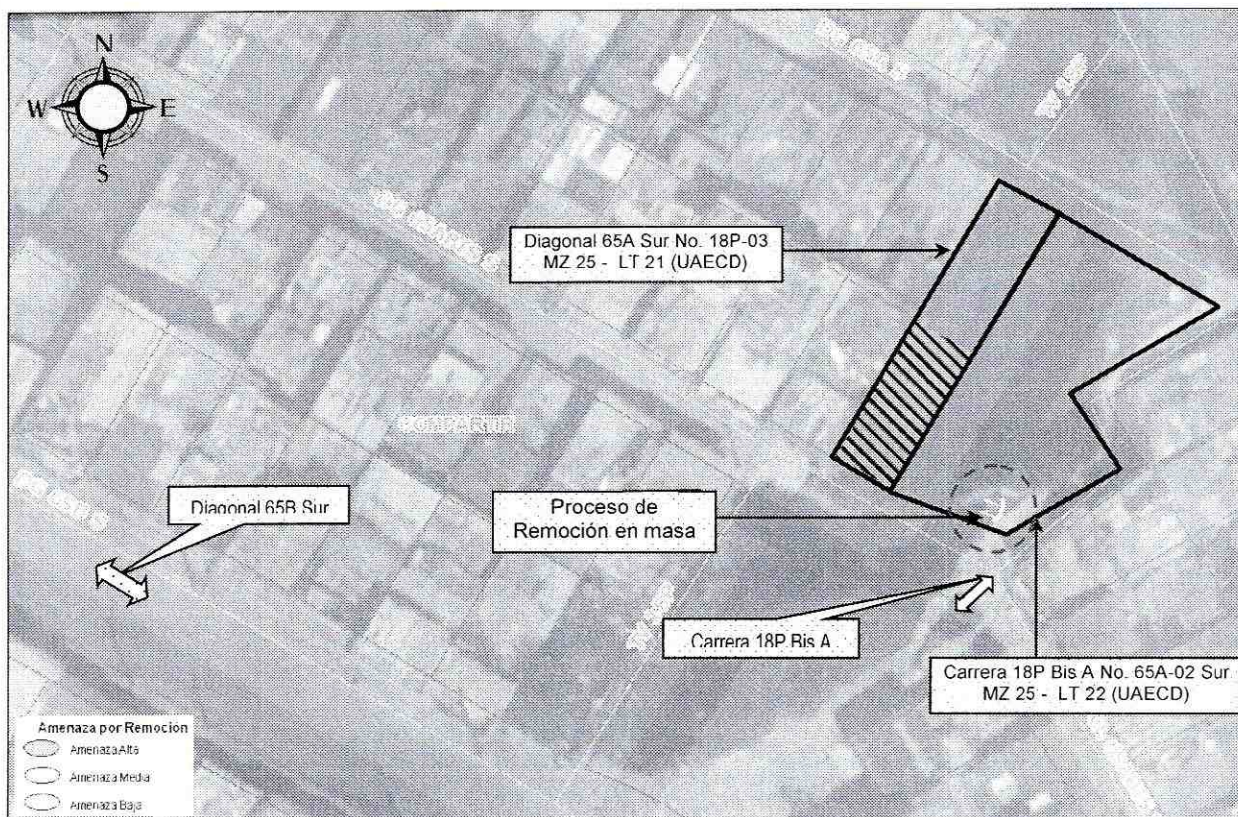 N
W E
S
Diagonal 65A Sur No. 18P-03
MZ 25 - LT 21 (UAECD)
COMPARTIR
Diagonal 65B Sur
Proceso de
Remoción en masa
Carrera 18P Bis A
Carrera 18P Bis A No. 65A-02 Sur
MZ 25 - LT 22 (UAECD)
Amenaza por Remocion
Amenaza Alta
Amenaza Media
Amenaza Baja